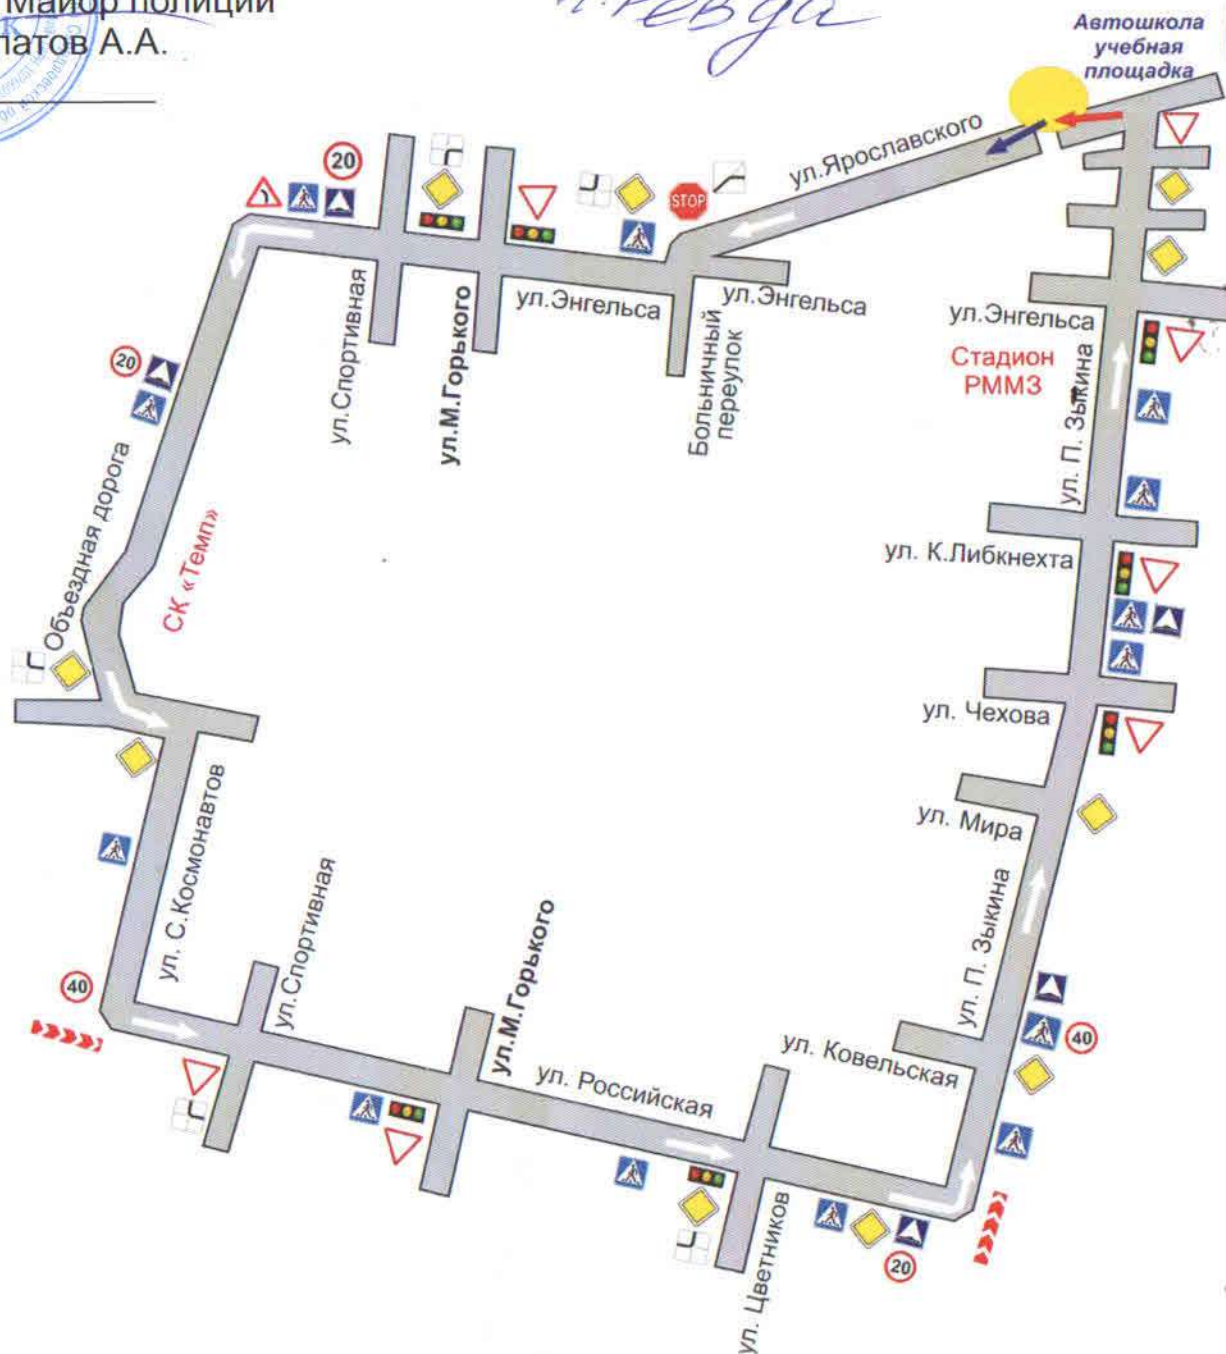 Майор полиции
латов А.А.
г. Ревда
Автошкола
учебная
площадка
ул.Ярославского
20
STOP
ул.Спортивная
ул.М.Горького
ул.Энгельса
ул.Энгельса
Больничный
переулок
ул.Энгельса
Стадион
РММЗ
ул. П. Зыкина
20
Объездная дорога
СК «Темп»
ул. К.Либкнехта
ул. Чехова
ул. Мира
ул. С.Космонавтов
ул.Спортивная
ул.М.Горького
ул. П. Зыкина
40
ул. Российская
ул. Ковельская
40
ул. Цветников
20